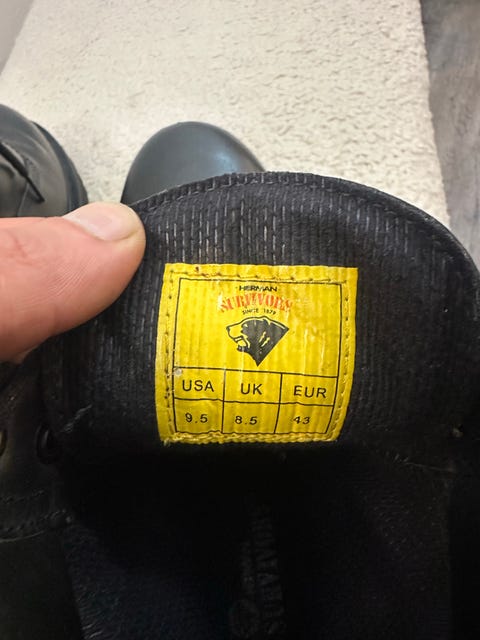 HERMAN
SURVIVORS
SINCE 1879
USA UK EUR
9.5 8.5 43